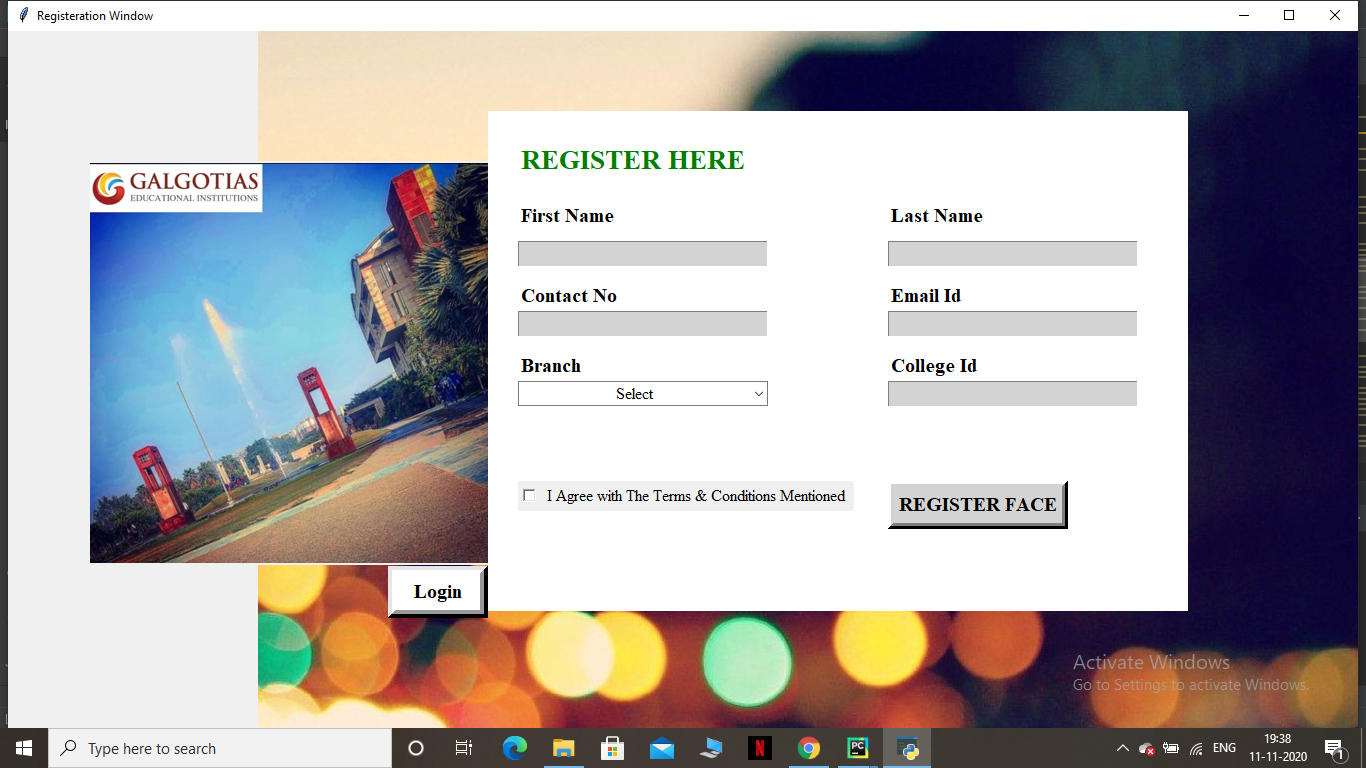 Registeration Window
GALGOTIAS
EDUCATIONAL INSTITUTIONS
REGISTER HERE
First Name
Last Name
Contact No
Email Id
Branch
College Id
Select
I Agree with The Terms & Conditions Mentioned
REGISTER FACE
Login
Activate Windows
Go to Settings to activate Windows.
Type here to search
N
PC
ENG
19:38
11-11-2020
1